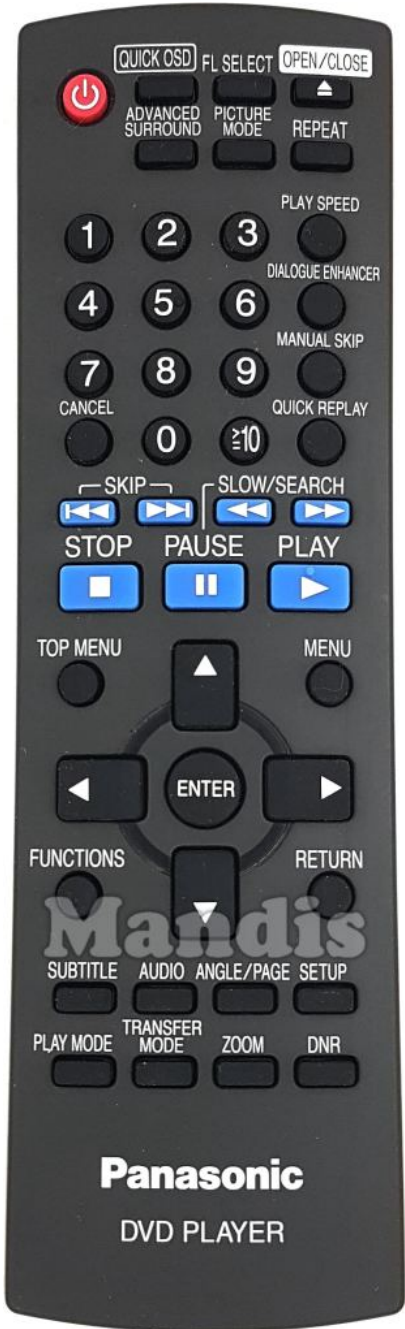 QUICK OSD FL SELECT OPEN/CLOSE
ADVANCED SURROUND PICTURE MODE REPEAT
PLAY SPEED
1 2 3
DIALOGUE ENHANCER
4 5 6
MANUAL SKIP
7 8 9
CANCEL QUICK REPLAY
0 ≧10
SKIP SLOW/SEARCH
STOP PAUSE PLAY
TOP MENU MENU
ENTER
FUNCTIONS RETURN
Mandis
SUBTITLE AUDIO ANGLE/PAGE SETUP
PLAY MODE TRANSFER MODE ZOOM DNR
Panasonic
DVD PLAYER